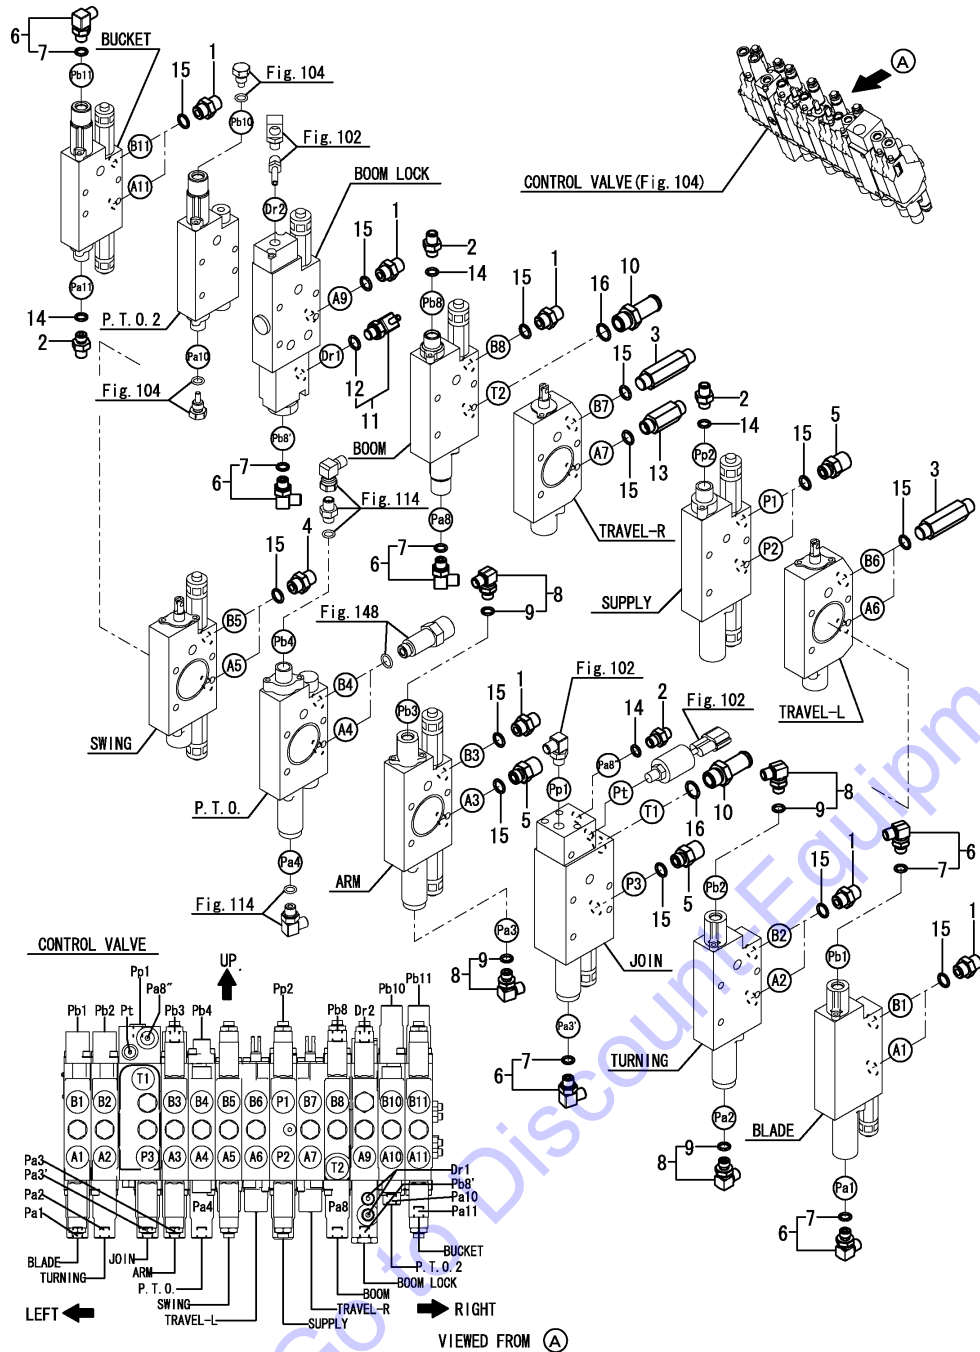 6 7 BUCKET
Pb11
15 1
Fig.104
Pb10
B11
A11
Fig.102
BOOM LOCK
Dr2
A
CONTROL VALVE(Fig.104)
Pa11
14
2
P.T.O.2
Pa10
Fig.104
15 1
A9
Dr1
12
11
Pb8'
6 7
2
14
Pb8
15 1
B8
T2
BOOM
16 10
Fig.114
Pa8
6 7
15 3
B7
A7
15 13
TRAVEL-R
2
14
Pp2
15 5
P1
P2
SUPPLY
15 3
B6
A6
TRAVEL-L
15 4
B5
A5
SWING
Pb4
Fig.148
B4
A4
P.T.O.
Pa4
Fig.114
8
9
Pb3
15 1
B3
A3
15 5
ARM
Pa3
8 9
Fig.102
Pp1
14 2
Pa8"
Pt
T1
Fig.102
16 10
P3
15 5
JOIN
Pa3'
6 7
8
9
Pb2
15 1
B2
A2
TURNING
Pa2
8 9
6
7
Pb1
15 1
B1
A1
BLADE
Pa1
6 7
CONTROL VALVE
UP
Pb1 Pb2 Pt Pp1 Pa8" Pb3 Pb4 Pp2 Pb8 Dr2 Pb10 Pb11
T1
B1 B2 B3 B4 B5 B6 P1 B7 B8 B10 B11
A1 A2 P3 A3 A4 A5 A6 P2 A7 T2 A9 A10 A11
Pa3
Pa3'
Pa2
Pa1
Pa4
Pa8
Dr1
Pb8'
Pa10
Pa11
BLADE
TURNING
JOIN
ARM
P.T.O.
SWING
TRAVEL-L
SUPPLY
TRAVEL-R
BOOM
BOOM LOCK
P.T.O.2
BUCKET
LEFT
RIGHT
VIEWED FROM A
Go to Discount-Equipm